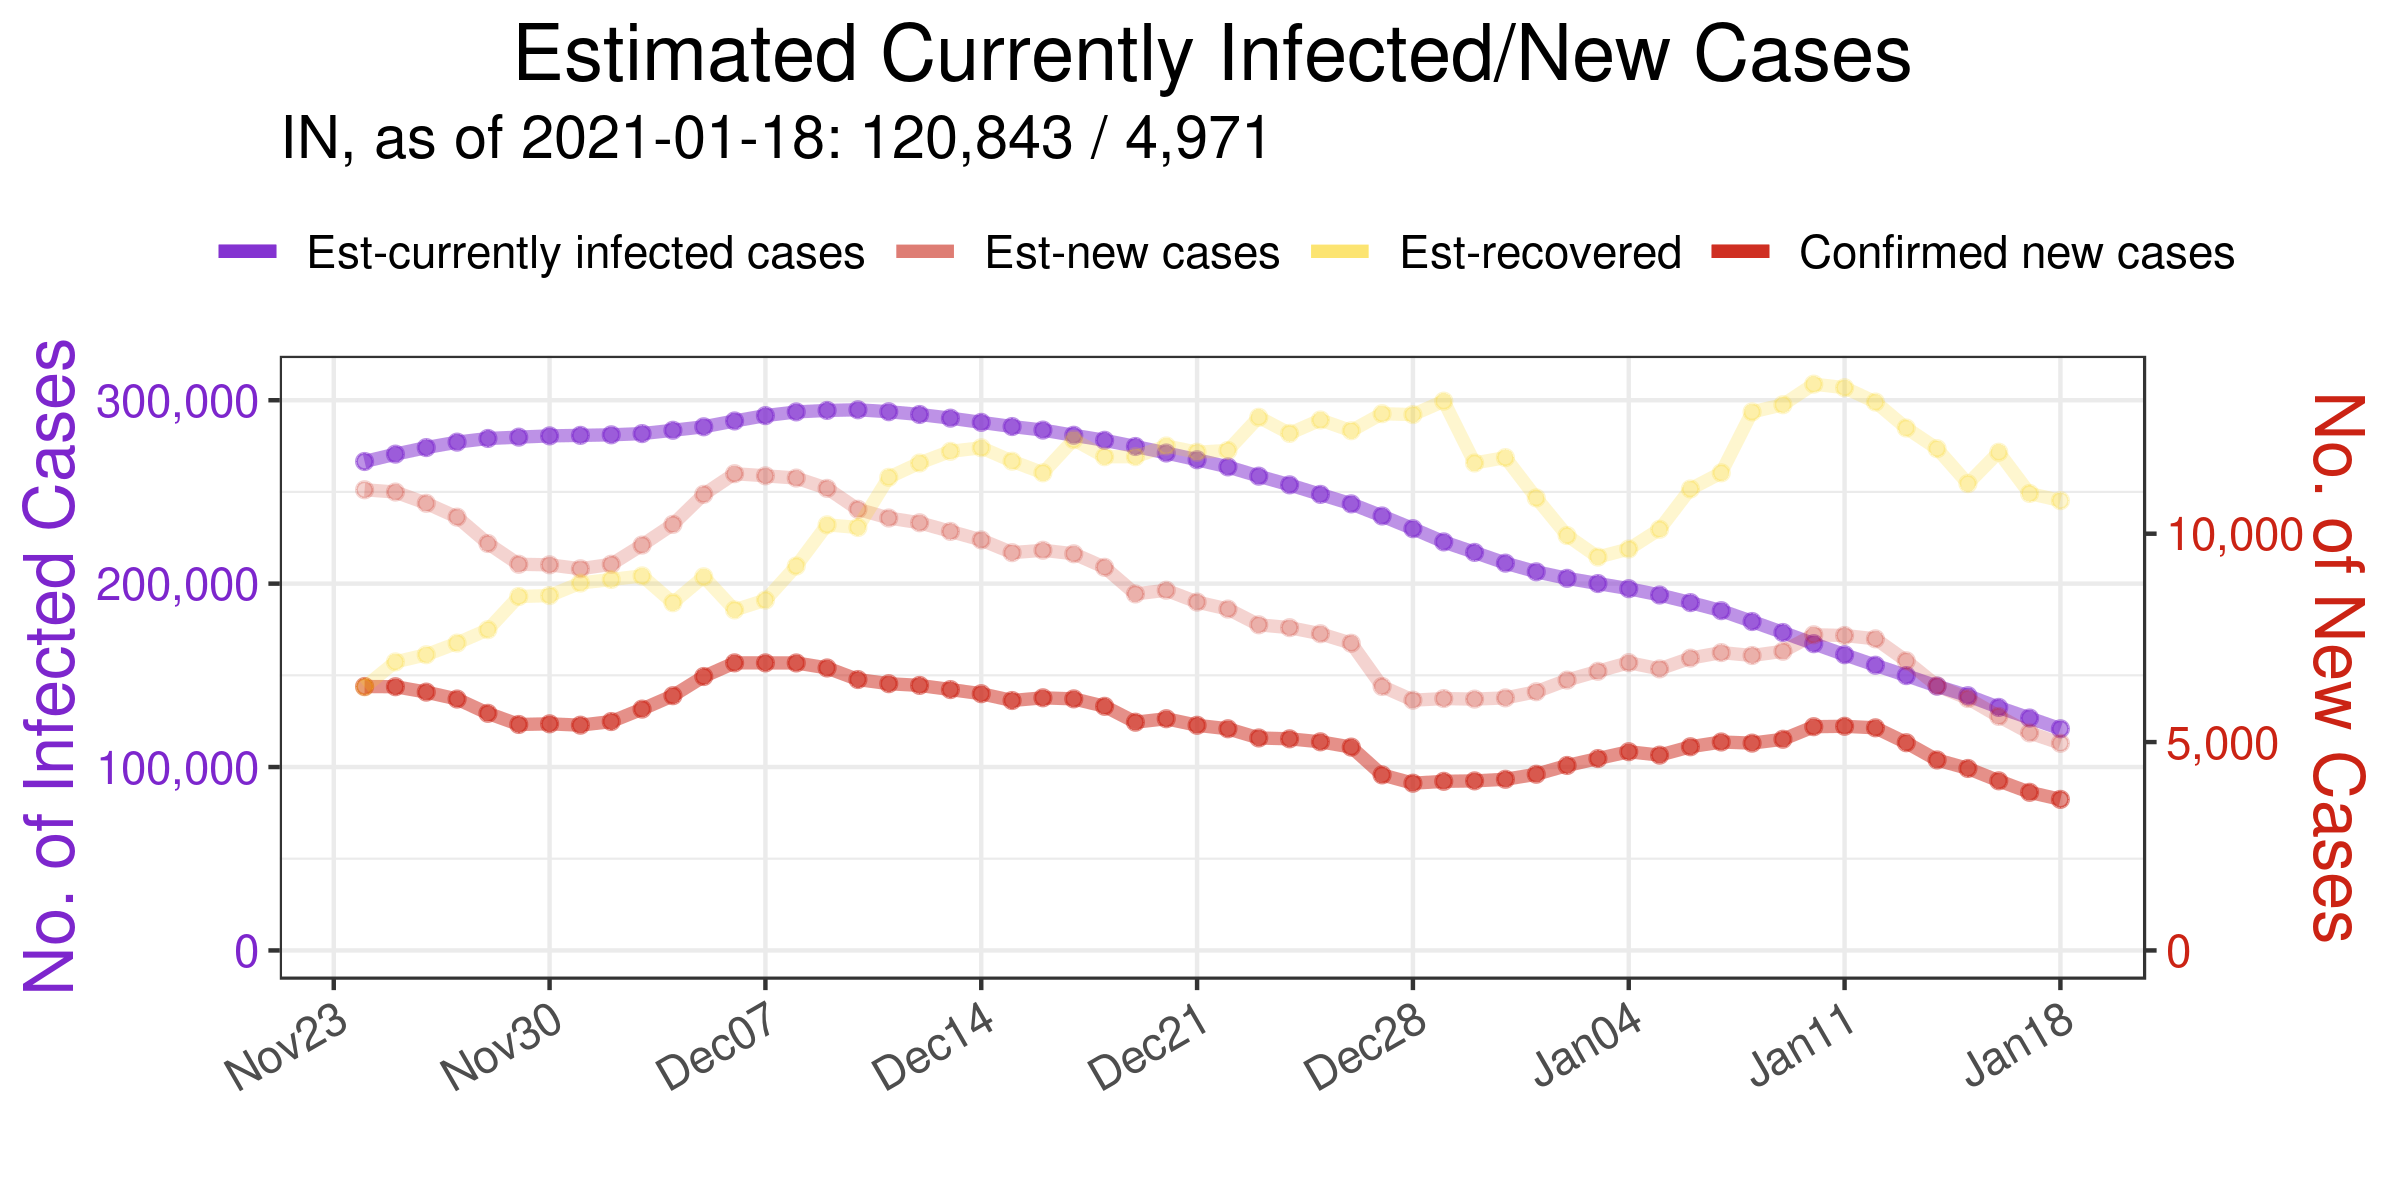 Estimated Currently Infected/New Cases
IN, as of 2021-01-18: 120,843 / 4,971
Est-currently infected cases Est-new cases Est-recovered Confirmed new cases
No. of Infected Cases
300,000
200,000
100,000
0
10,000
5,000
0
No. of New Cases
Nov23 Nov30 Dec07 Dec14 Dec21 Dec28 Jan04 Jan11 Jan18